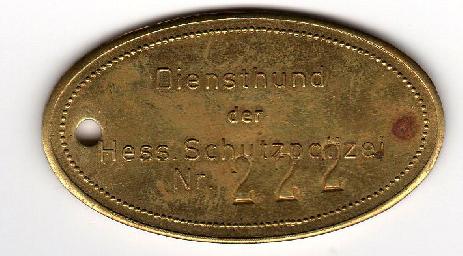 Diensthund
der
Hess. Schutzpolizei
Nr. 222